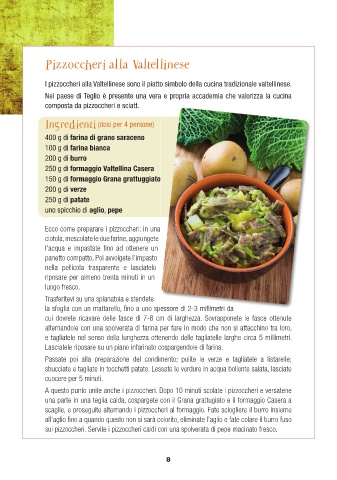 Pizzoccheri alla Valtellinese
I pizzoccheri alla Valtellinese sono il piatto simbolo della cucina tradizionale valtellinese.
Nel paese di Teglio è presente una vera e propria accademia che valorizza la cucina
composta da pizzoccheri e sciatt.
Ingredienti (dosi per 4 persone)
400 g di farina di grano saraceno
100 g di farina bianca
200 g di burro
250 g di formaggio Valtellina Casera
150 g di formaggio Grana grattuggiato
200 g di verze
250 g di patate
uno spicchio di aglio, pepe
Ecco come preparare i pizzoccheri: in una
ciotola, mescolate le due farine, aggiungete
l'acqua e impastate fino ad ottenere un
panetto compatto. Poi avvolgete l'impasto
nella pellicola trasparente e lasciatelo
riposare per almeno trenta minuti in un
luogo fresco.
Trasferitevi su una spianatoia e stendete
la sfoglia con un mattarello, fino a uno spessore di 2-3 millimetri da
cui dovrete ricavare delle fasce di 7-8 cm di larghezza. Sovrapponete le fasce ottenute
alternandole con una spolverata di farina per fare in modo che non si attacchino tra loro,
e tagliatele nel senso della lunghezza ottenendo delle tagliatelle larghe circa 5 millimetri.
Lasciatele riposare su un piano infarinato cospargendole di farina.
Passate poi alla preparazione del condimento: pulite le verze e tagliatele a listarelle;
sbucciate e tagliate in tocchetti patate. Lessate le verdure in acqua bollente salata, lasciate
cuocere per 5 minuti.
A questo punto unite anche i pizzoccheri. Dopo 10 minuti scolate i pizzoccheri e versatene
una parte in una teglia calda, cospargete con il Grana grattugiato e il formaggio Casera a
scaglie, e proseguite alternando i pizzoccheri al formaggio. Fate sciogliere il burro insieme
all'aglio fino a quando questo non si sarà colorito, eliminate l'aglio e fate colare il burro fuso
sui pizzoccheri. Servite i pizzoccheri caldi con una spolverata di pepe macinato fresco.
8